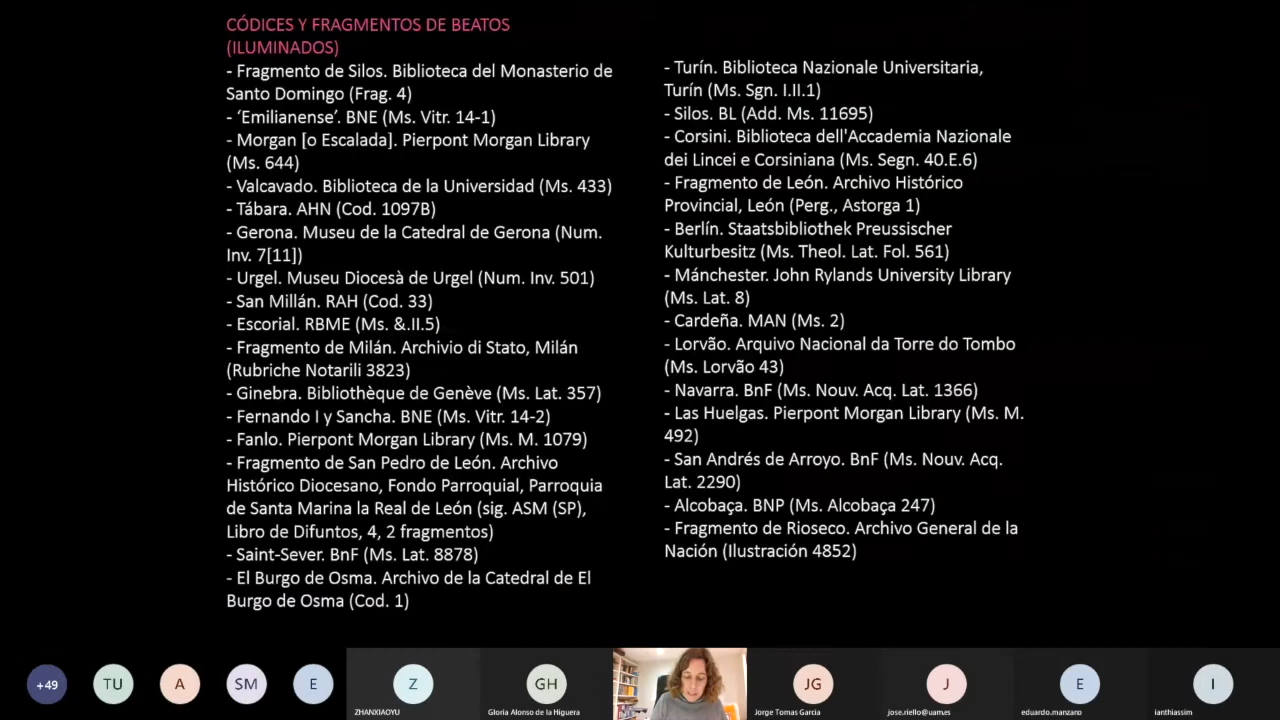 CÓDICES Y FRAGMENTOS DE BEATOS
(ILUMINADOS)
- Fragmento de Silos. Biblioteca del Monasterio de
Santo Domingo (Frag. 4)
- ‘Emilianense’. BNE (Ms. Vitr. 14-1)
- Morgan [o Escalada]. Pierpont Morgan Library
(Ms. 644)
- Valcavado. Biblioteca de la Universidad (Ms. 433)
- Tábara. AHN (Cod. 1097B)
- Gerona. Museu de la Catedral de Gerona (Num.
Inv. 7[11])
- Urgel. Museu Diocesà de Urgel (Num. Inv. 501)
- San Millán. RAH (Cod. 33)
- Escorial. RBME (Ms. &.II.5)
- Fragmento de Milán. Archivio di Stato, Milán
(Rubriche Notarili 3823)
- Ginebra. Bibliothèque de Genève (Ms. Lat. 357)
- Fernando I y Sancha. BNE (Ms. Vitr. 14-2)
- Fanlo. Pierpont Morgan Library (Ms. M. 1079)
- Fragmento de San Pedro de León. Archivo
Histórico Diocesano, Fondo Parroquial, Parroquia
de Santa Marina la Real de León (sig. ASM (SP),
Libro de Difuntos, 4, 2 fragmentos)
- Saint-Sever. BnF (Ms. Lat. 8878)
- El Burgo de Osma. Archivo de la Catedral de El
Burgo de Osma (Cod. 1)
- Turín. Biblioteca Nazionale Universitaria,
Turín (Ms. Sgn. I.II.1)
- Silos. BL (Add. Ms. 11695)
- Corsini. Biblioteca dell'Accademia Nazionale
dei Lincei e Corsiniana (Ms. Segn. 40.E.6)
- Fragmento de León. Archivo Histórico
Provincial, León (Perg., Astorga 1)
- Berlín. Staatsbibliothek Preussischer
Kulturbesitz (Ms. Theol. Lat. Fol. 561)
- Mánchester. John Rylands University Library
(Ms. Lat. 8)
- Cardeña. MAN (Ms. 2)
- Lorvão. Arquivo Nacional da Torre do Tombo
(Ms. Lorvão 43)
- Navarra. BnF (Ms. Nouv. Acq. Lat. 1366)
- Las Huelgas. Pierpont Morgan Library (Ms. M.
492)
- San Andrés de Arroyo. BnF (Ms. Nouv. Acq.
Lat. 2290)
- Alcobaça. BNP (Ms. Alcobaça 247)
- Fragmento de Rioseco. Archivo General de la
Nación (Ilustración 4852)
+49 TU A SM E Z GH JG J E I
ZHANXIAOYU Gloria Alonso de la Higuera Jorge Tomas Garcia jose.riello@uam.es eduardo.manzano ianthiassim